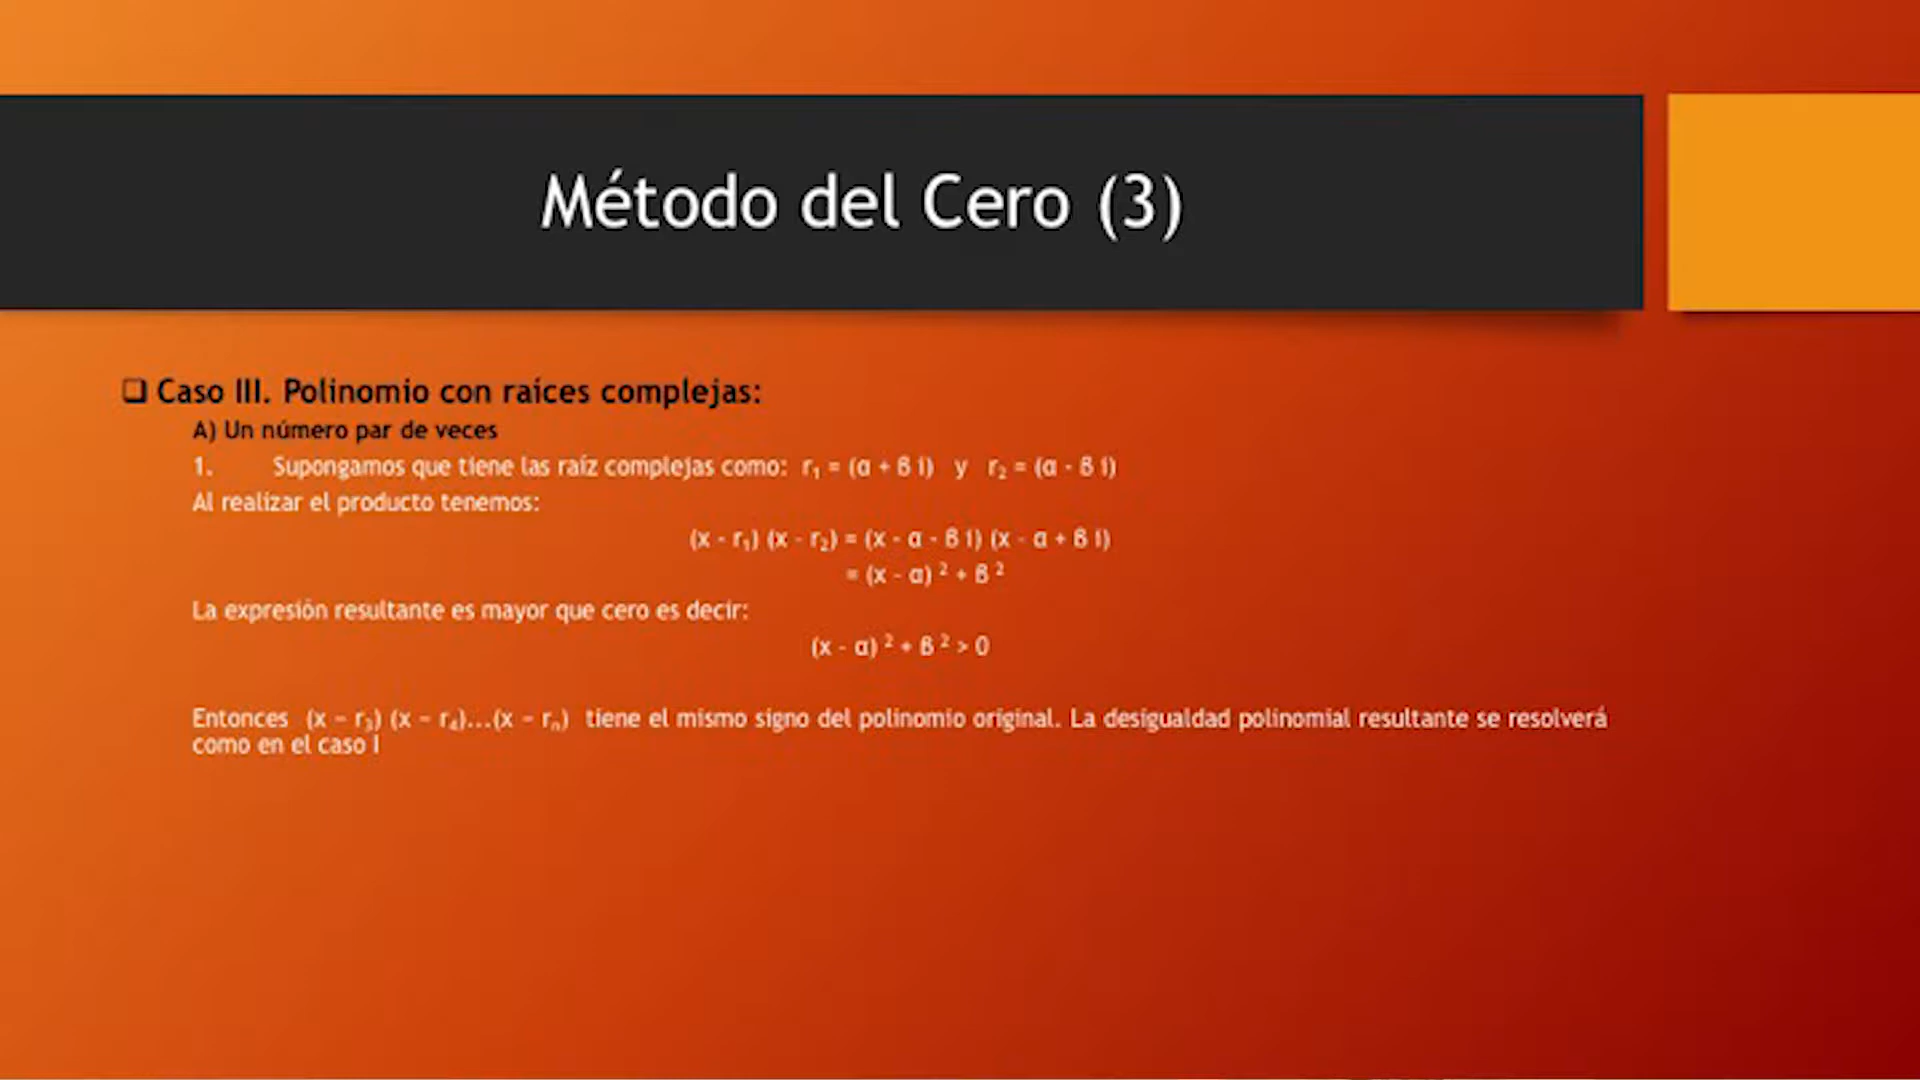 Método del Cero (3)
❑ Caso III. Polinomio con raíces complejas:
A) Un número par de veces
1. Supongamos que tiene las raíz complejas como: r₁ = (α + β i) y r₂ = (α - β i)
Al realizar el producto tenemos:
(x - r₁) (x - r₂) = (x - α - β i) (x - α + β i)
= (x - α) ² + β ²
La expresión resultante es mayor que cero es decir:
(x - α) ² + β ² > 0
Entonces (x – r₃) (x – r₄)...(x – rₙ) tiene el mismo signo del polinomio original. La desigualdad polinomial resultante se resolverá
como en el caso I